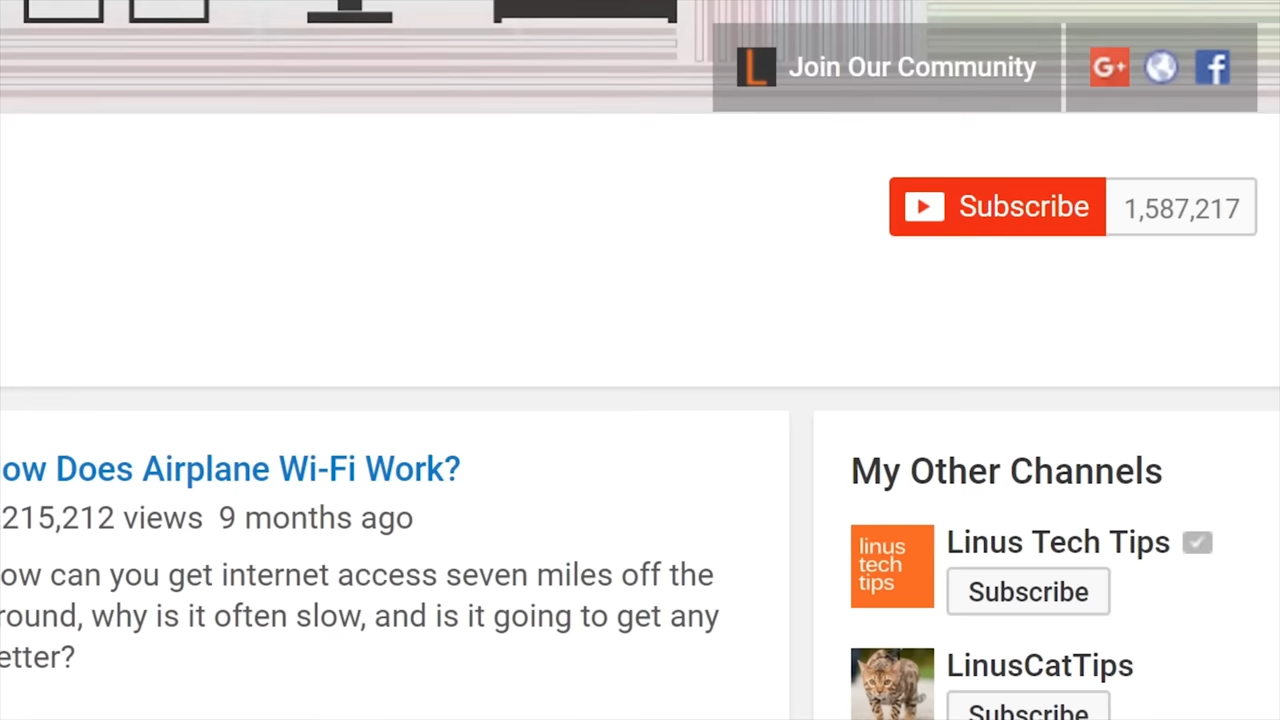 Join Our Community
G+
f
Subscribe
1,587,217
ow Does Airplane Wi-Fi Work?
215,212 views 9 months ago
ow can you get internet access seven miles off the
round, why is it often slow, and is it going to get any
etter?
My Other Channels
linus
tech
tips
Linus Tech Tips
Subscribe
LinusCatTips
Subscribe